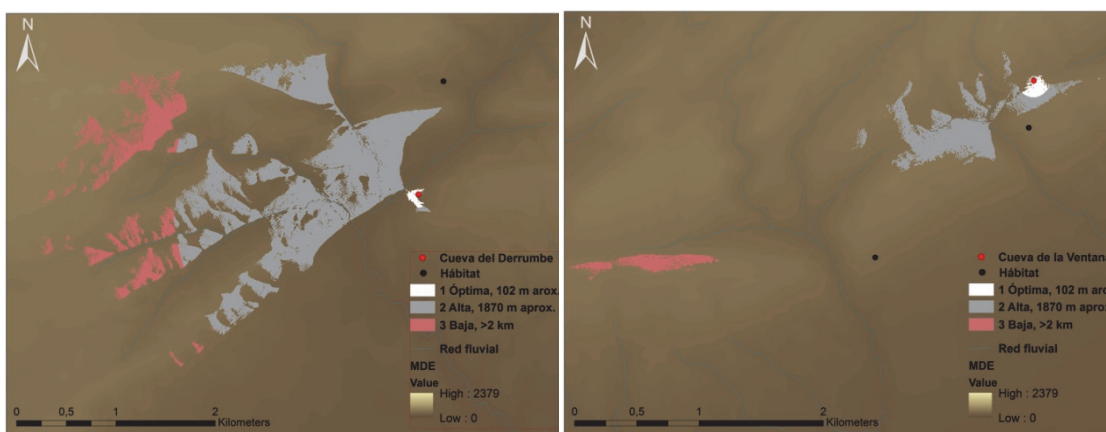 N
Cueva del Derrumbe
Hábitat
1 Óptima, 102 m arox.
2 Alta, 1870 m aprox.
3 Baja, >2 km
Red fluvial
MDE
Value
High : 2379
Low : 0
0 0,5 1 2
Kilometers
N
Cueva de la Ventana
Hábitat
1 Óptima, 102 m aro
2 Alta, 1870 m aprox.
3 Baja, >2 km
Red fluvial
MDE
Value
High : 2379
Low : 0
0 0,5 1 2
Kilometers